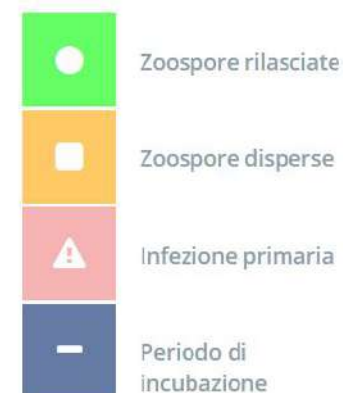 Zoospore rilasciate
Zoospore disperse
Infezione primaria
Periodo di
incubazione